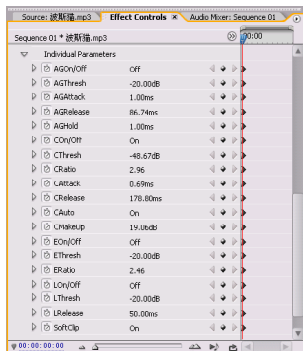 Source: 波斯猫.mp3 Effect Controls Audio Mixer: Sequence 01
Sequence 01 * 波斯猫.mp3 00:00
Individual Parameters
AGOn/Off Off
AGThresh -20.00dB
AGAttack 1.00ms
AGRelease 86.74ms
AGHold 1.00ms
COn/Off On
CThresh -48.67dB
CRatio 2.96
CAttack 0.69ms
CRelease 178.80ms
CAuto On
CMakeUp 19.06dB
EOn/Off Off
EThresh -20.00dB
ERatio 2.46
LOn/Off Off
LThresh -20.00dB
LRelease 50.00ms
SoftClip On
00:00:00:00